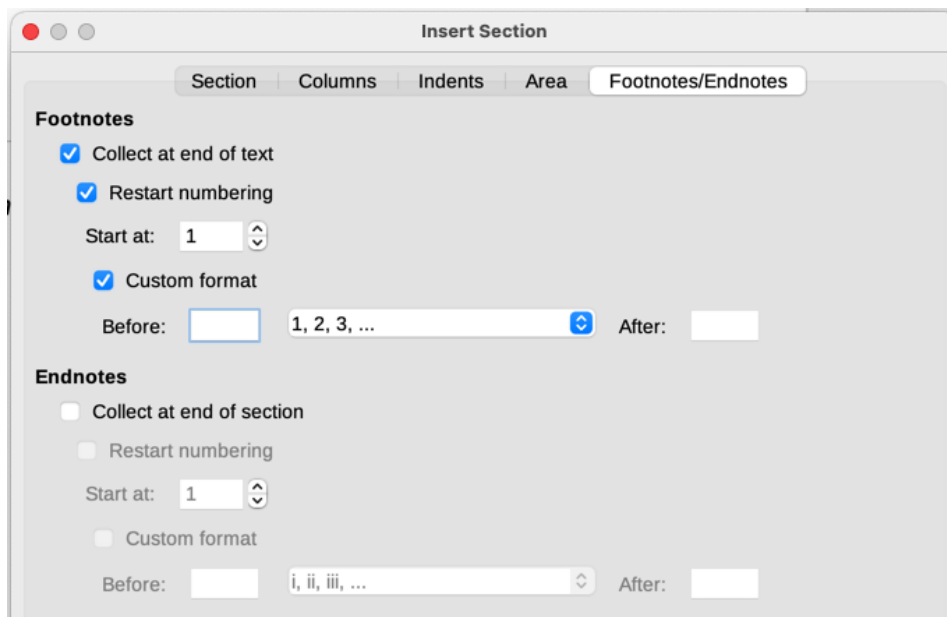 Insert Section
Section Columns Indents Area Footnotes/Endnotes
Footnotes
Collect at end of text
Restart numbering
Start at: 1
Custom format
Before: 1, 2, 3, ... After:
Endnotes
Collect at end of section
Restart numbering
Start at: 1
Custom format
Before: i, ii, iii, ... After: